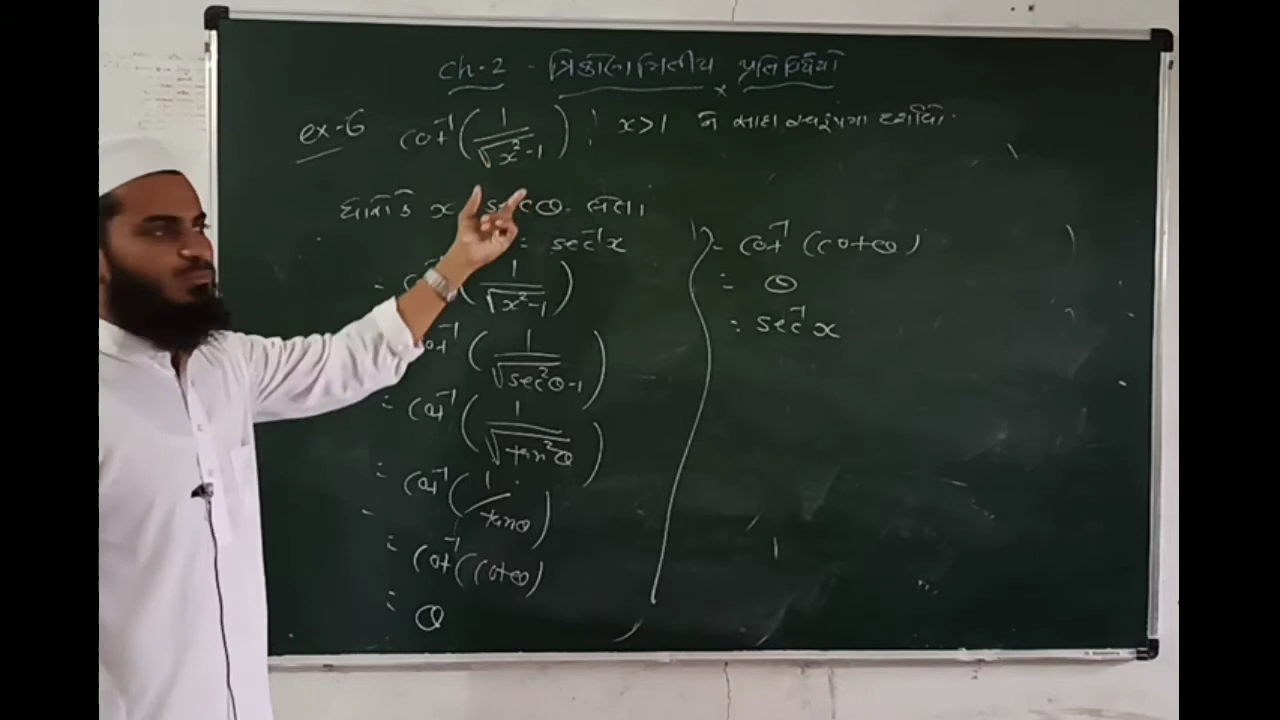 Ch-2 - ત્રિકોણમિતીય પ્રતિવિધેયો
ex-6 cot⁻¹(1/√(x²-1)) ; x>1 ને સાદા સ્વરૂપમાં દર્શાવો.
ધારો કે x secθ લેતા
= sec⁻¹x
= cot⁻¹(1/√(x²-1))
cot⁻¹(1/√(sec²θ-1))
= cot⁻¹(1/√(tan²θ))
= cot⁻¹(1/tanθ)
= cot⁻¹(cotθ)
= θ
= cot⁻¹(cotθ)
= θ
= sec⁻¹x